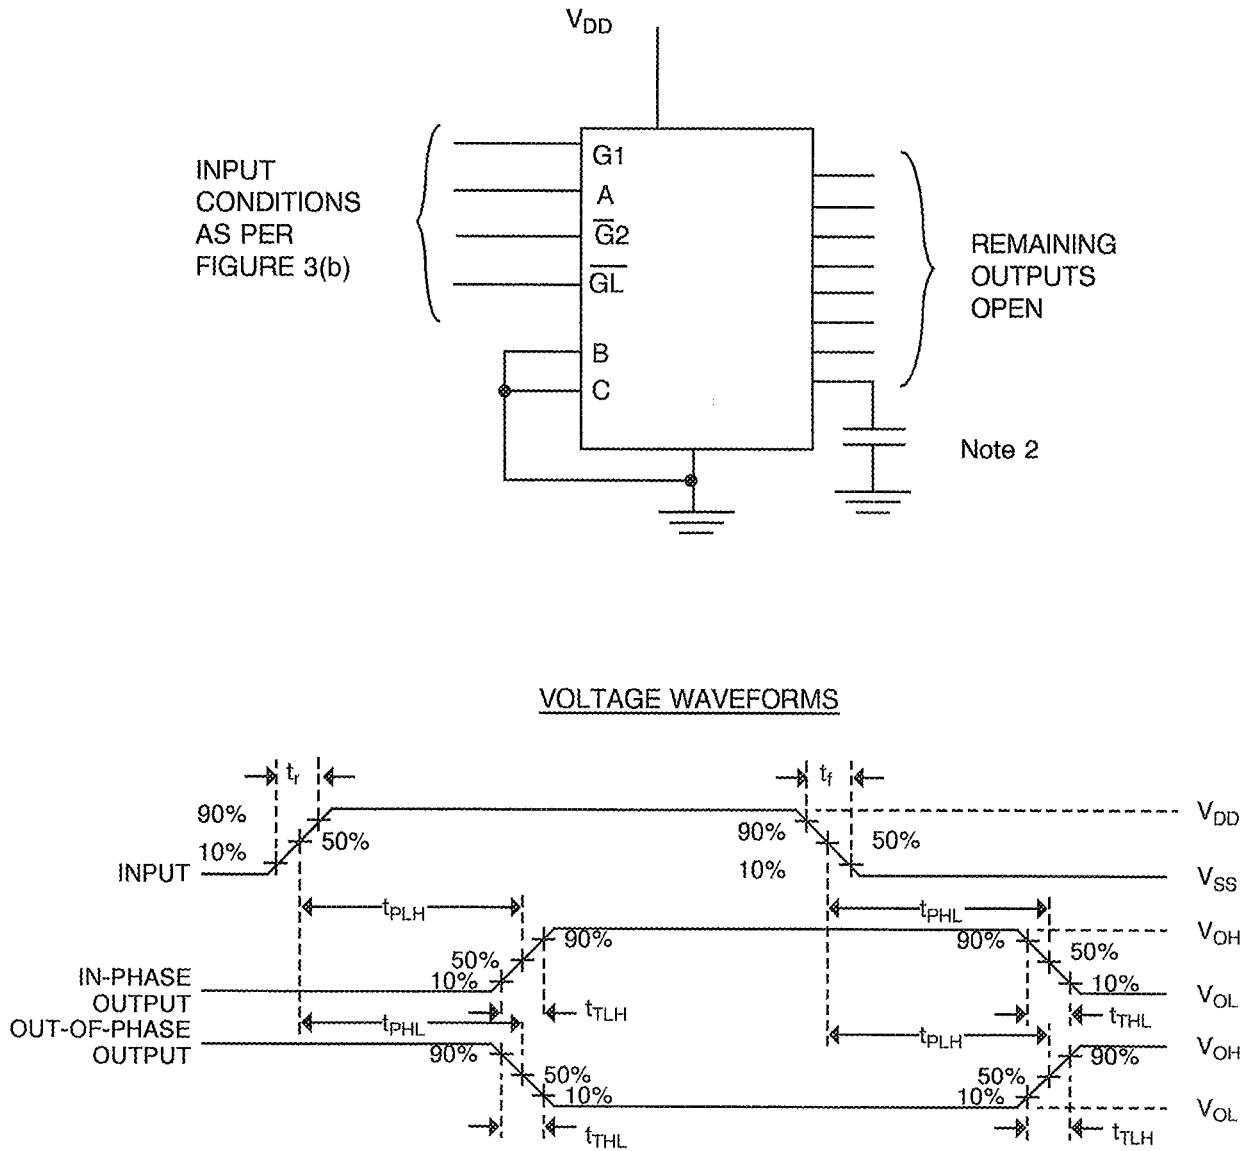 VDD
INPUT
CONDITIONS
AS PER
FIGURE 3(b)
G1
A
G̅2
G̅L̅
B
C
REMAINING
OUTPUTS
OPEN
Note 2
VOLTAGE WAVEFORMS
tr
tf
90%
50%
10%
INPUT
90%
50%
10%
VDD
VSS
tPLH
tPHL
IN-PHASE
OUTPUT
90%
50%
10%
tTLH
90%
50%
10%
tTHL
VOH
VOL
OUT-OF-PHASE
OUTPUT
tPHL
tPLH
90%
50%
10%
tTHL
90%
50%
10%
tTLH
VOH
VOL